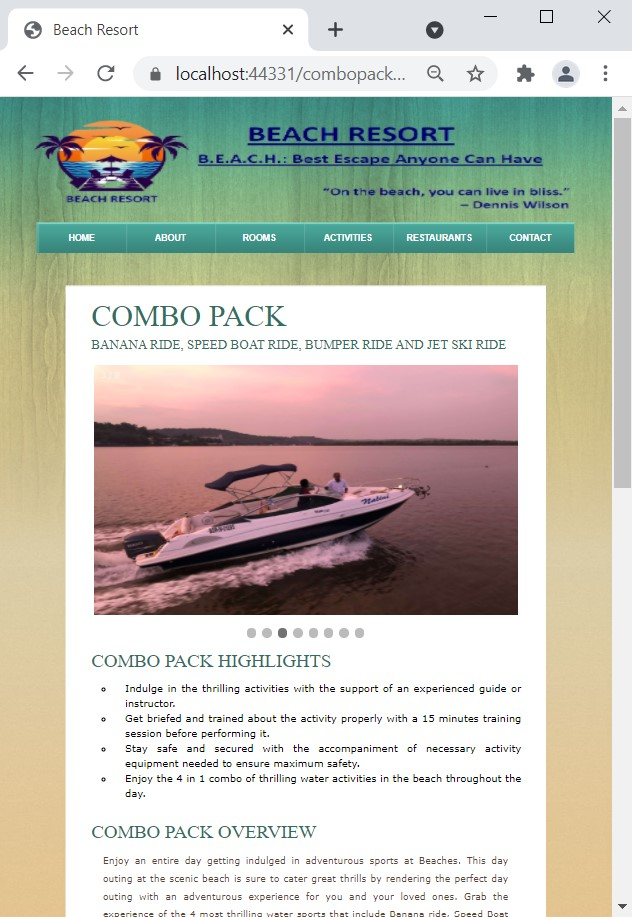 Beach Resort
localhost:44331/combopack...
BEACH RESORT
B.E.A.C.H.: Best Escape Anyone Can Have
"On the beach, you can live in bliss."
– Dennis Wilson
BEACH RESORT
HOME ABOUT ROOMS ACTIVITIES RESTAURANTS CONTACT
COMBO PACK
BANANA RIDE, SPEED BOAT RIDE, BUMPER RIDE AND JET SKI RIDE
COMBO PACK HIGHLIGHTS
Indulge in the thrilling activities with the support of an experienced guide or
instructor.
Get briefed and trained about the activity properly with a 15 minutes training
session before performing it.
Stay safe and secured with the accompaniment of necessary activity
equipment needed to ensure maximum safety.
Enjoy the 4 in 1 combo of thrilling water activities in the beach throughout the
day.
COMBO PACK OVERVIEW
Enjoy an entire day getting indulged in adventurous sports at Beaches. This day
outing at the scenic beach is sure to cater great thrills by rendering the perfect day
outing with an adventurous experience for you and your loved ones. Grab the
experience of the 4 most thrilling water sports that include Banana ride, Speed Boat